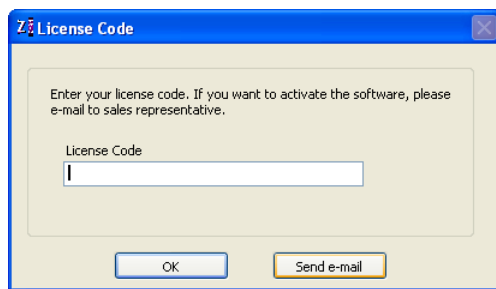 License Code
Enter your license code. If you want to activate the software, please
e-mail to sales representative.
License Code
OK
Send e-mail